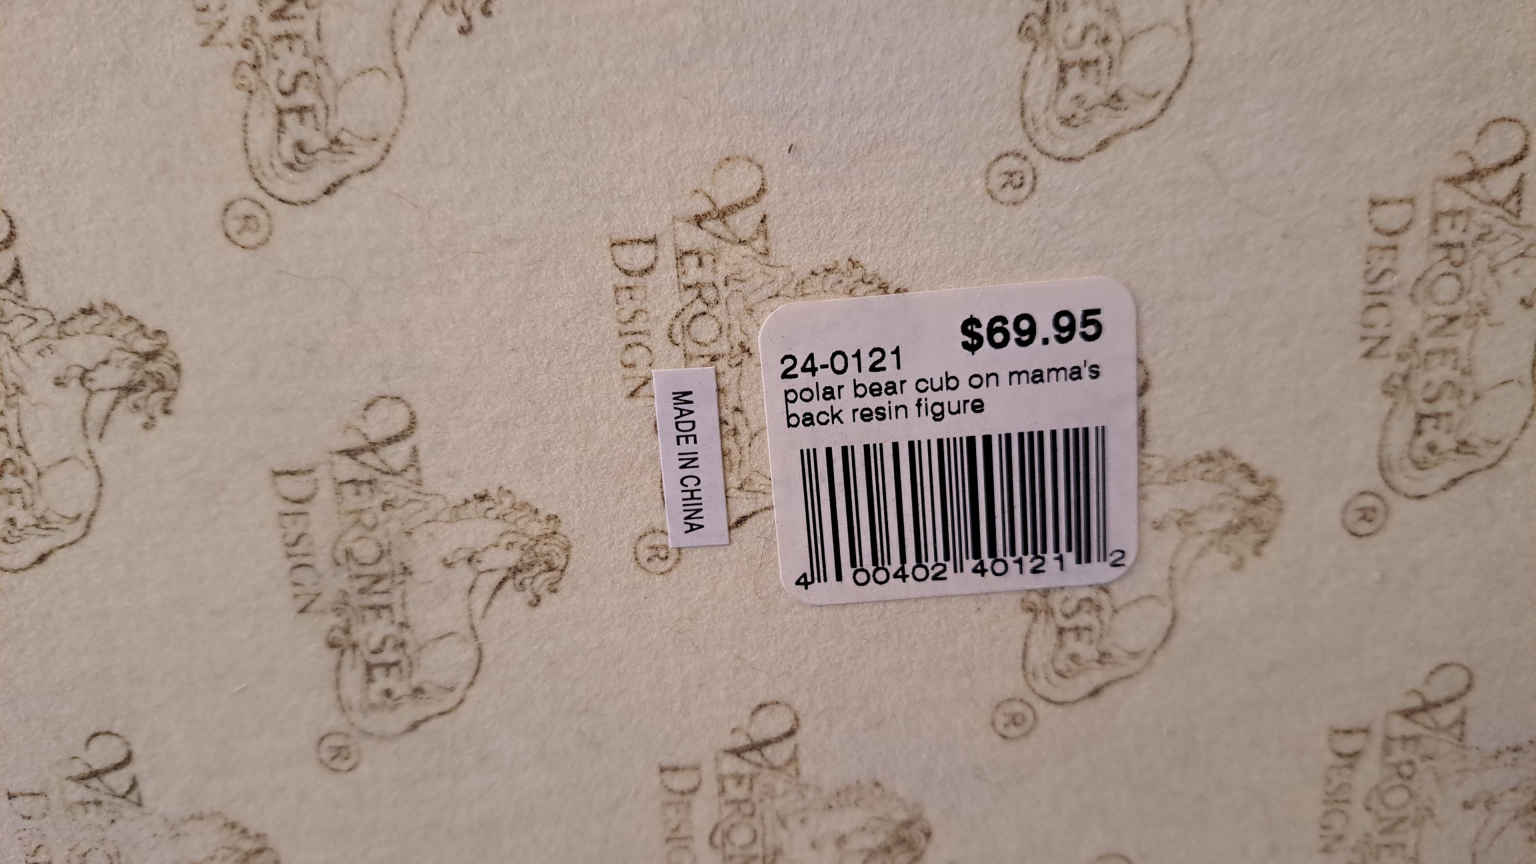 VERONESE
DESIGN
®
MADE IN CHINA
$69.95
24-0121
polar bear cub on mama's
back resin figure
4 00402 40121 2